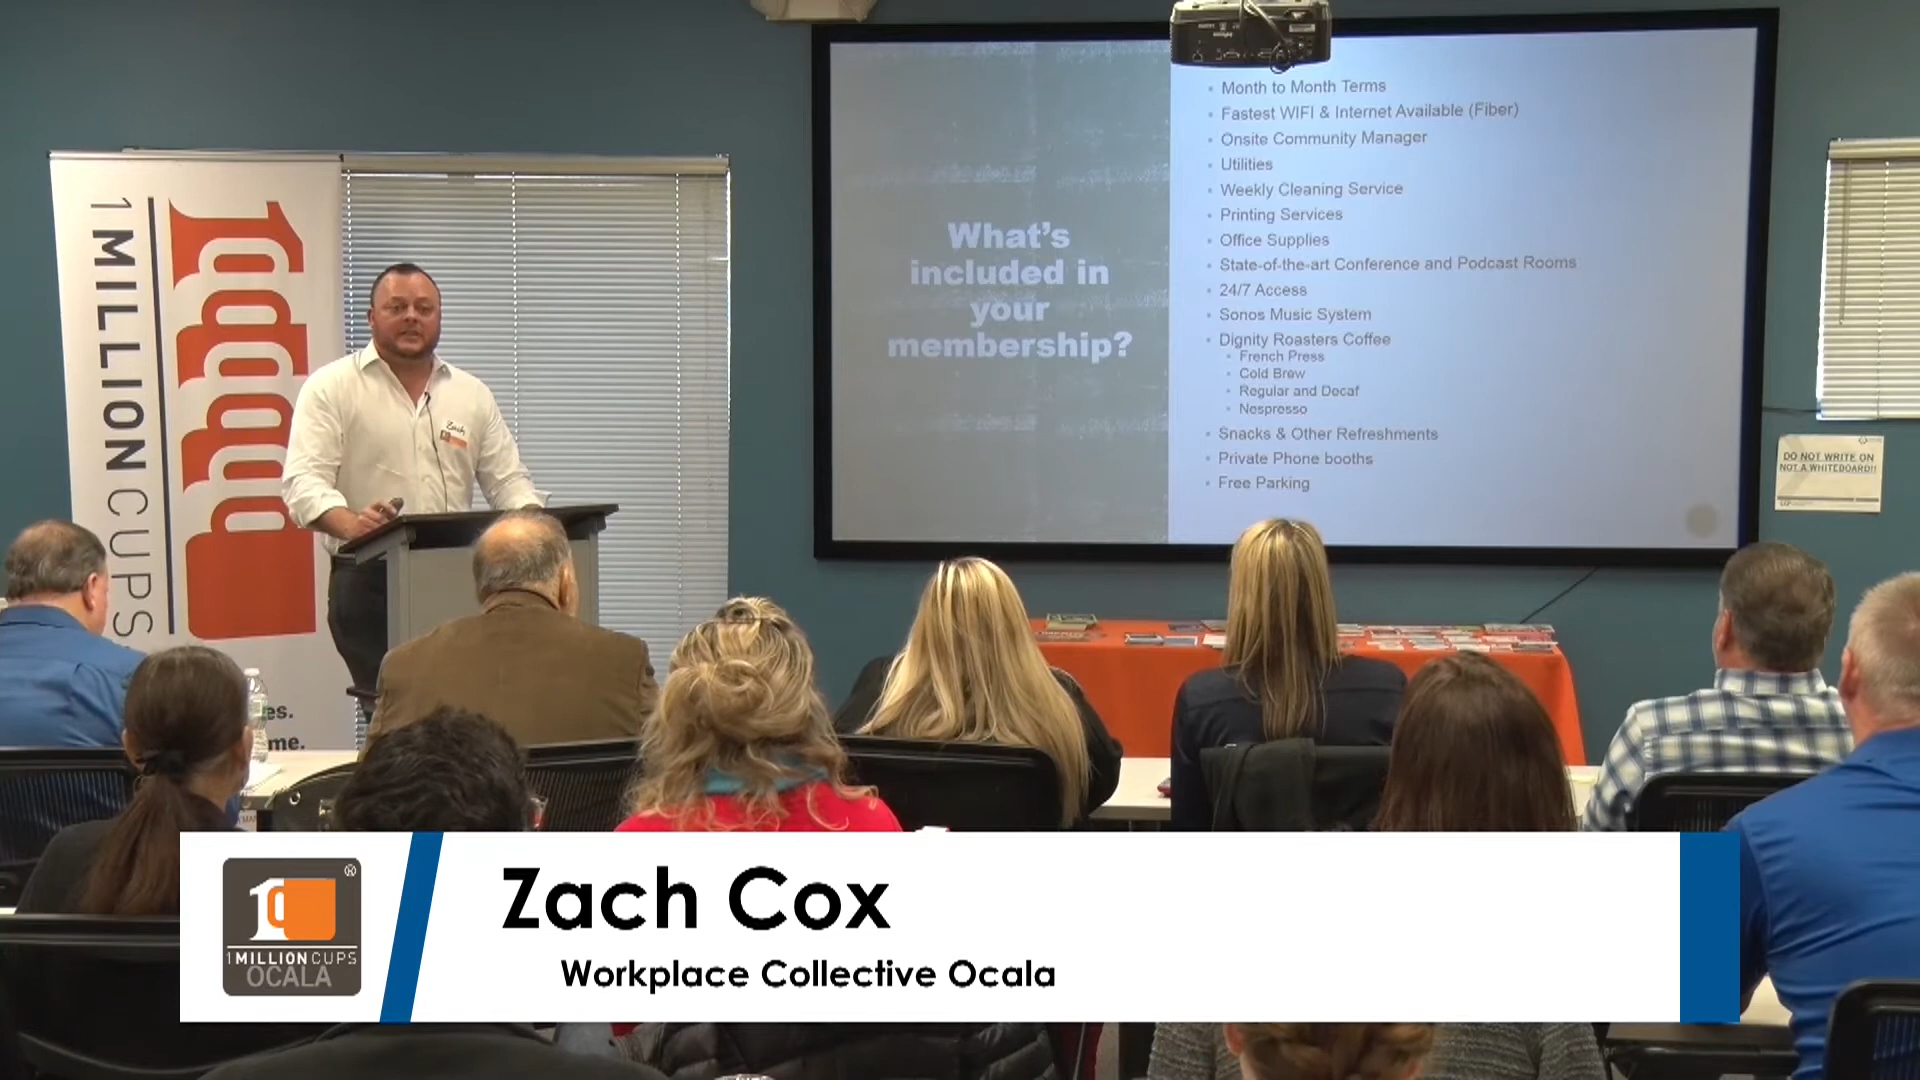 1 MILLION CUPS
es.
me.
Zach
What's
included in
your
membership?
Month to Month Terms
Fastest WIFI & Internet Available (Fiber)
Onsite Community Manager
Utilities
Weekly Cleaning Service
Printing Services
Office Supplies
State-of-the-art Conference and Podcast Rooms
24/7 Access
Sonos Music System
Dignity Roasters Coffee
French Press
Cold Brew
Regular and Decaf
Nespresso
Snacks & Other Refreshments
Private Phone booths
Free Parking
DO NOT WRITE ON
NOT A WHITEBOARD!!
1 MILLION CUPS
OCALA
Zach Cox
Workplace Collective Ocala